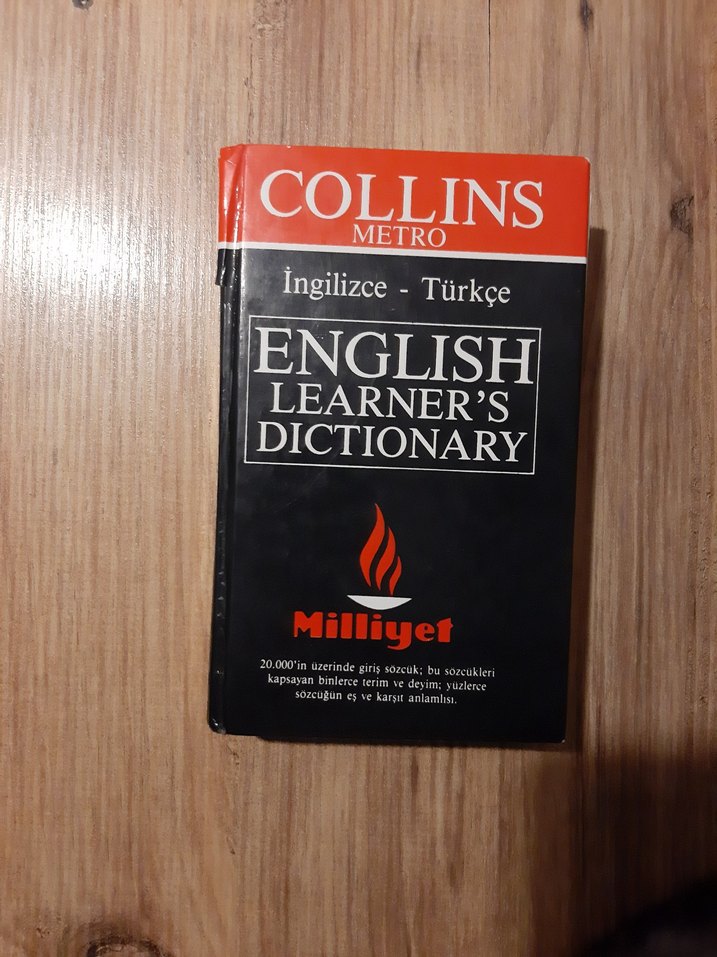 COLLINS
METRO
İngilizce - Türkçe
ENGLISH
LEARNER'S
DICTIONARY
Milliyet
20.000'in üzerinde giriş sözcük; bu sözcükleri
kapsayan binlerce terim ve deyim; yüzlerce
sözcüğün eş ve karşıt anlamlısı.